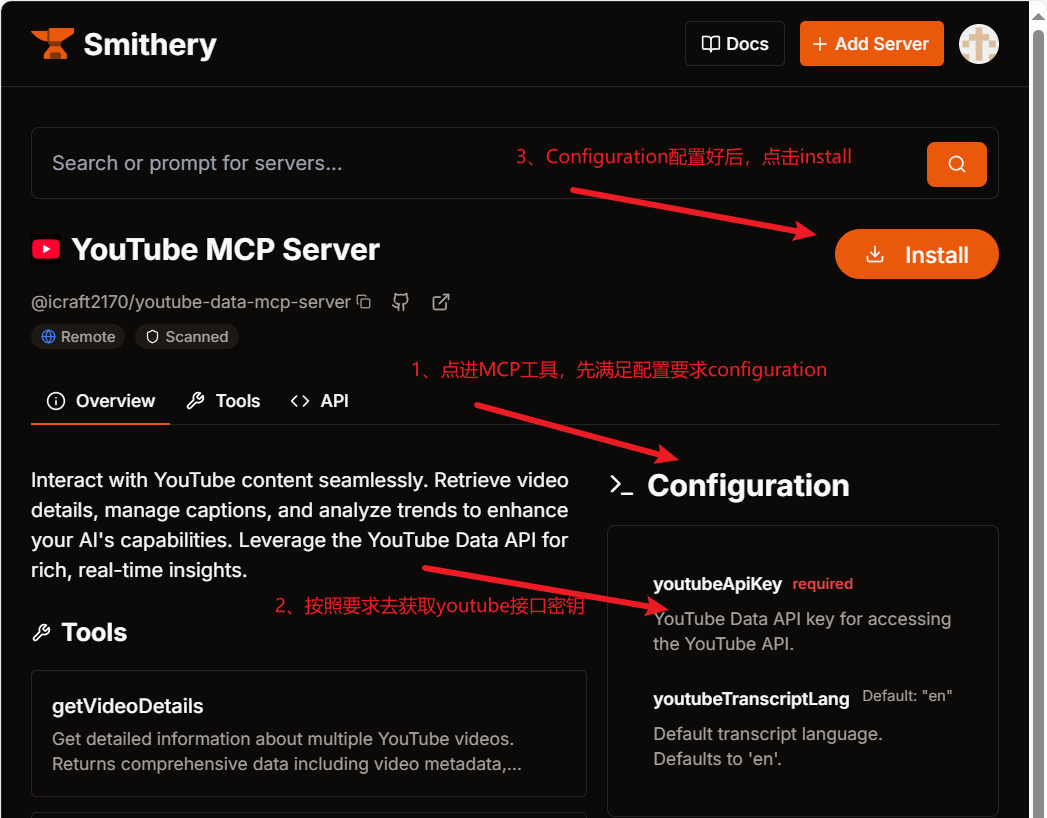 Smithery
Docs
+ Add Server
Search or prompt for servers...
3、Configuration配置好后，点击install
YouTube MCP Server
Install
@icraft2170/youtube-data-mcp-server
Remote
Scanned
1、点进MCP工具，先满足配置要求configuration
Overview
Tools
<> API
Interact with YouTube content seamlessly. Retrieve video
details, manage captions, and analyze trends to enhance
your AI's capabilities. Leverage the YouTube Data API for
rich, real-time insights.
>_ Configuration
2、按照要求去获取youtube接口密钥
youtubeApiKey required
YouTube Data API key for accessing
the YouTube API.
youtubeTranscriptLang Default: "en"
Default transcript language.
Defaults to 'en'.
Tools
getVideoDetails
Get detailed information about multiple YouTube videos.
Returns comprehensive data including video metadata,...